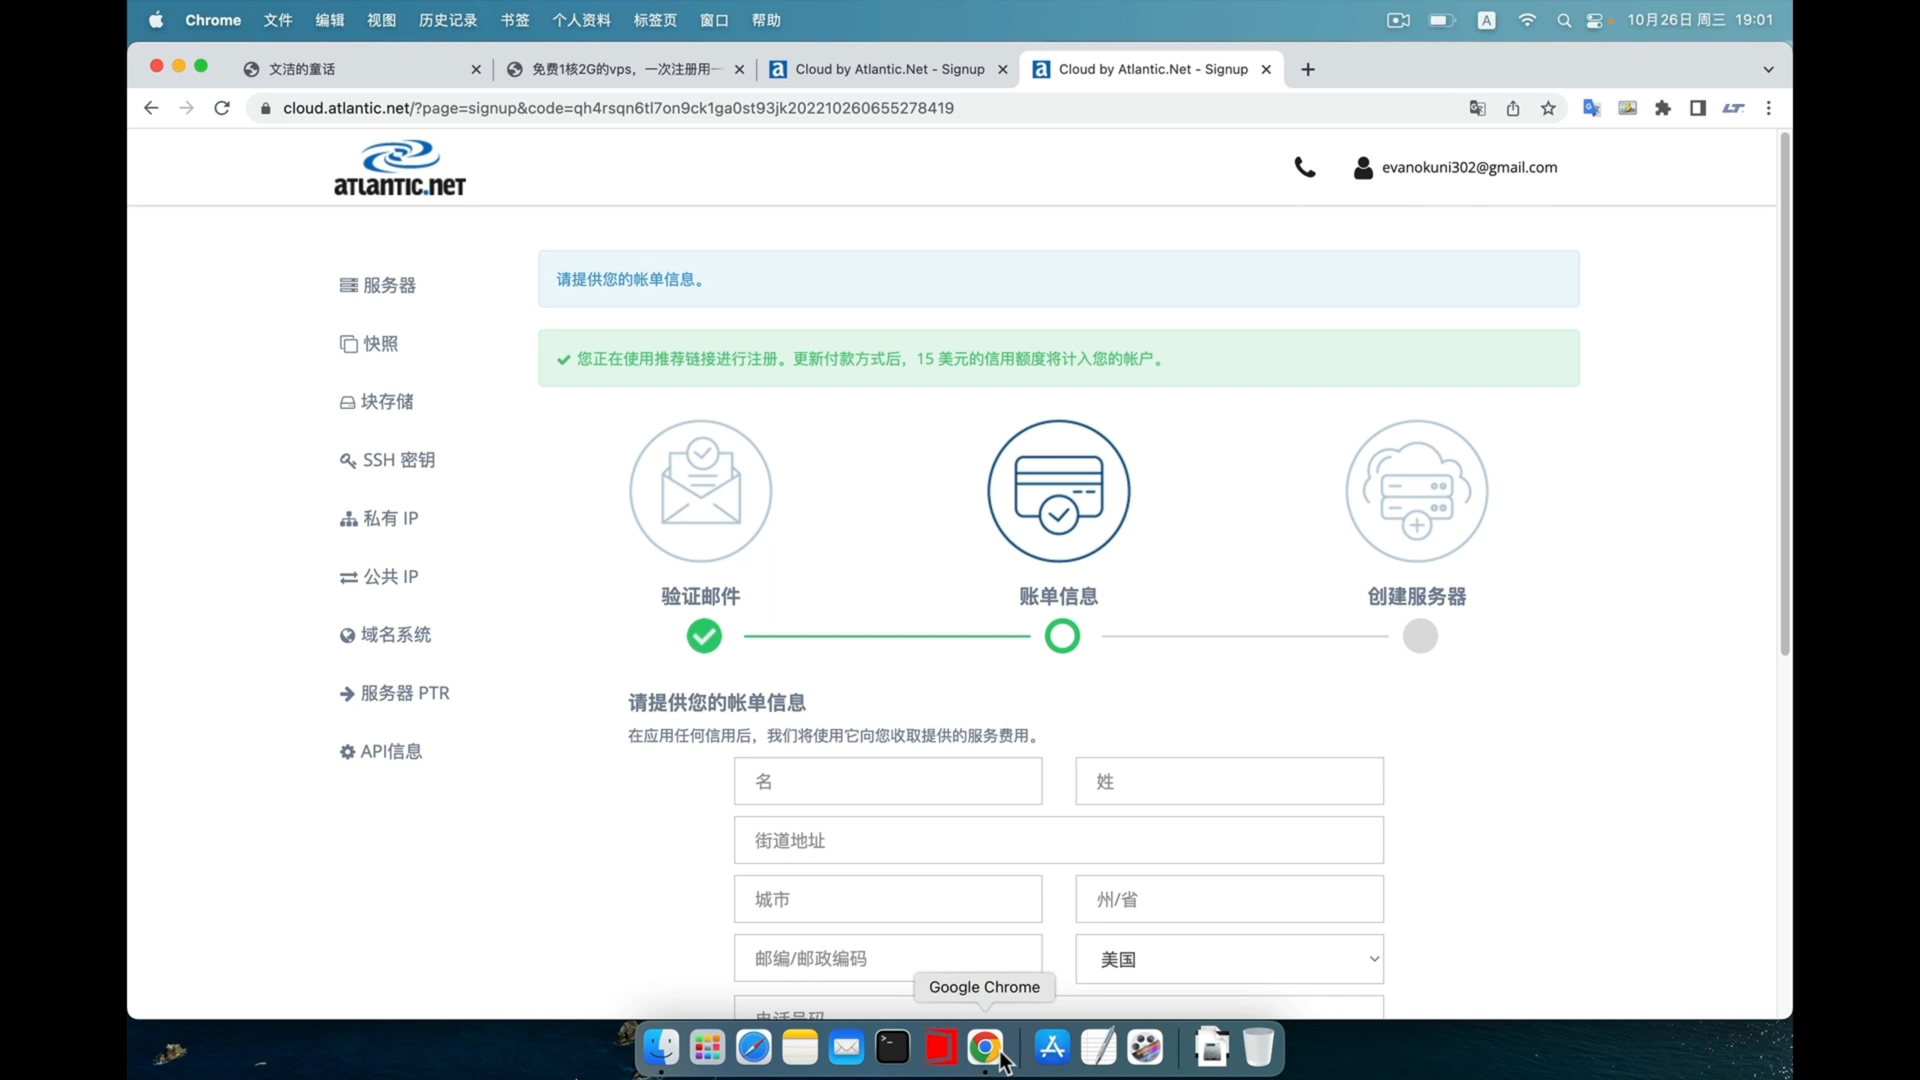 Chrome 文件 编辑 视图 历史记录 书签 个人资料 标签页 窗口 帮助 A 10月26日 周三 19:01
文洁的童话 免费1核2G的vps，一次注册用一 Cloud by Atlantic.Net - Signup Cloud by Atlantic.Net - Signup
cloud.atlantic.net/?page=signup&code=qh4rsqn6tl7on9ck1ga0st93jk202210260655278419
ATLANTIC.NET
evanokuni302@gmail.com
服务器
快照
块存储
SSH 密钥
私有 IP
公共 IP
域名系统
服务器 PTR
API信息
请提供您的帐单信息。
您正在使用推荐链接进行注册。更新付款方式后，15 美元的信用额度将计入您的帐户。
验证邮件 账单信息 创建服务器
请提供您的帐单信息
在应用任何信用后，我们将使用它向您收取提供的服务费用。
名 姓
街道地址
城市 州/省
邮编/邮政编码 美国
Google Chrome
电话号码